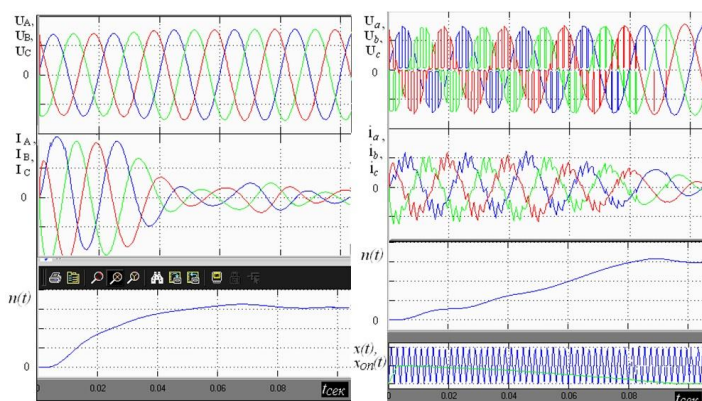 U_A,
U_B,
U_C
0
I_A,
I_B,
I_C
0
n(t)
0
0 0.02 0.04 0.06 0.08 t_сек
U_a,
U_b,
U_c
0
i_a,
i_b,
i_c
0
n(t)
0
0 0.02 0.04 0.06 0.08
x(t),
x_оп(t)
t_сек